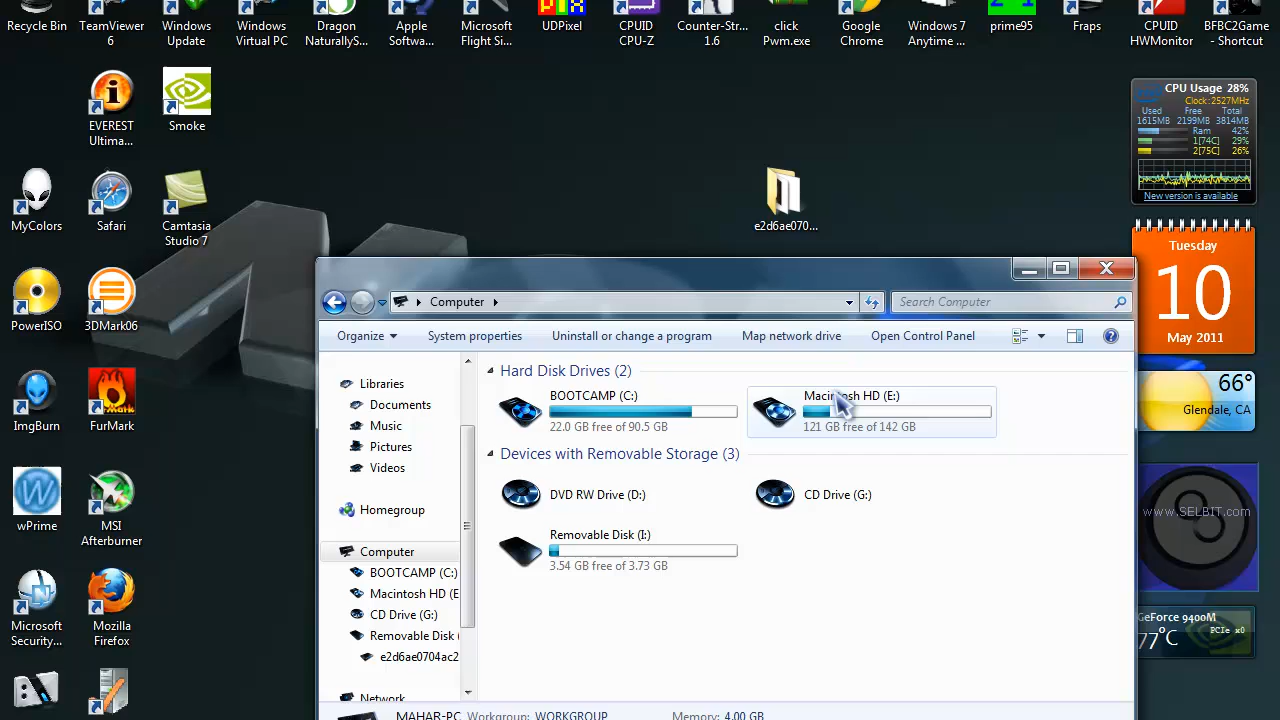 Recycle Bin
TeamViewer
6
Windows
Update
Windows
Virtual PC
Dragon
NaturallyS...
Apple
Softwa...
Microsoft
Flight Si...
UDPixel
CPUID
CPU-Z
Counter-Str...
1.6
click
Pwm.exe
Google
Chrome
Windows 7
Anytime ...
prime95
Fraps
CPUID
HWMonitor
BFBC2Game
- Shortcut
EVEREST
Ultima...
Smoke
MyColors
Safari
Camtasia
Studio 7
e2d6ae070...
PowerISO
3DMark06
ImgBurn
FurMark
wPrime
MSI
Afterburner
Microsoft
Security...
Mozilla
Firefox
CPU Usage 28%
Clock:2527MHz
Used Free Total
1615MB 2199MB 3814MB
Ram 42%
1[74C] 29%
2[75C] 26%
New version is available
Tuesday
10
May 2011
66°
Glendale, CA
www.SELBIT.com
GeForce 9400M
77°C
PCIe x0
Computer
Search Computer
Organize
System properties
Uninstall or change a program
Map network drive
Open Control Panel
Libraries
Documents
Music
Pictures
Videos
Homegroup
Computer
BOOTCAMP (C:)
Macintosh HD (E
CD Drive (G:)
Removable Disk (
e2d6ae0704ac2
Network
Hard Disk Drives (2)
BOOTCAMP (C:)
22.0 GB free of 90.5 GB
Macintosh HD (E:)
121 GB free of 142 GB
Devices with Removable Storage (3)
DVD RW Drive (D:)
CD Drive (G:)
Removable Disk (I:)
3.54 GB free of 3.73 GB
MAHAR-PC Workgroup: WORKGROUP Memory: 4.00 GB